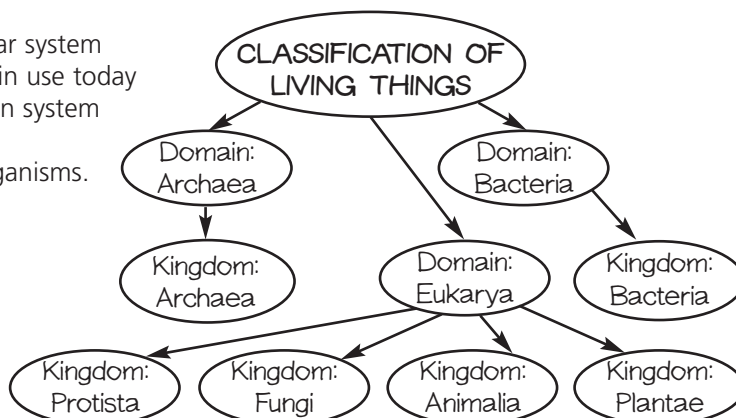 ar system
in use today
n system
ganisms.
CLASSIFICATION OF
LIVING THINGS
Domain:
Archaea
Domain:
Bacteria
Kingdom:
Archaea
Domain:
Eukarya
Kingdom:
Bacteria
Kingdom:
Protista
Kingdom:
Fungi
Kingdom:
Animalia
Kingdom:
Plantae